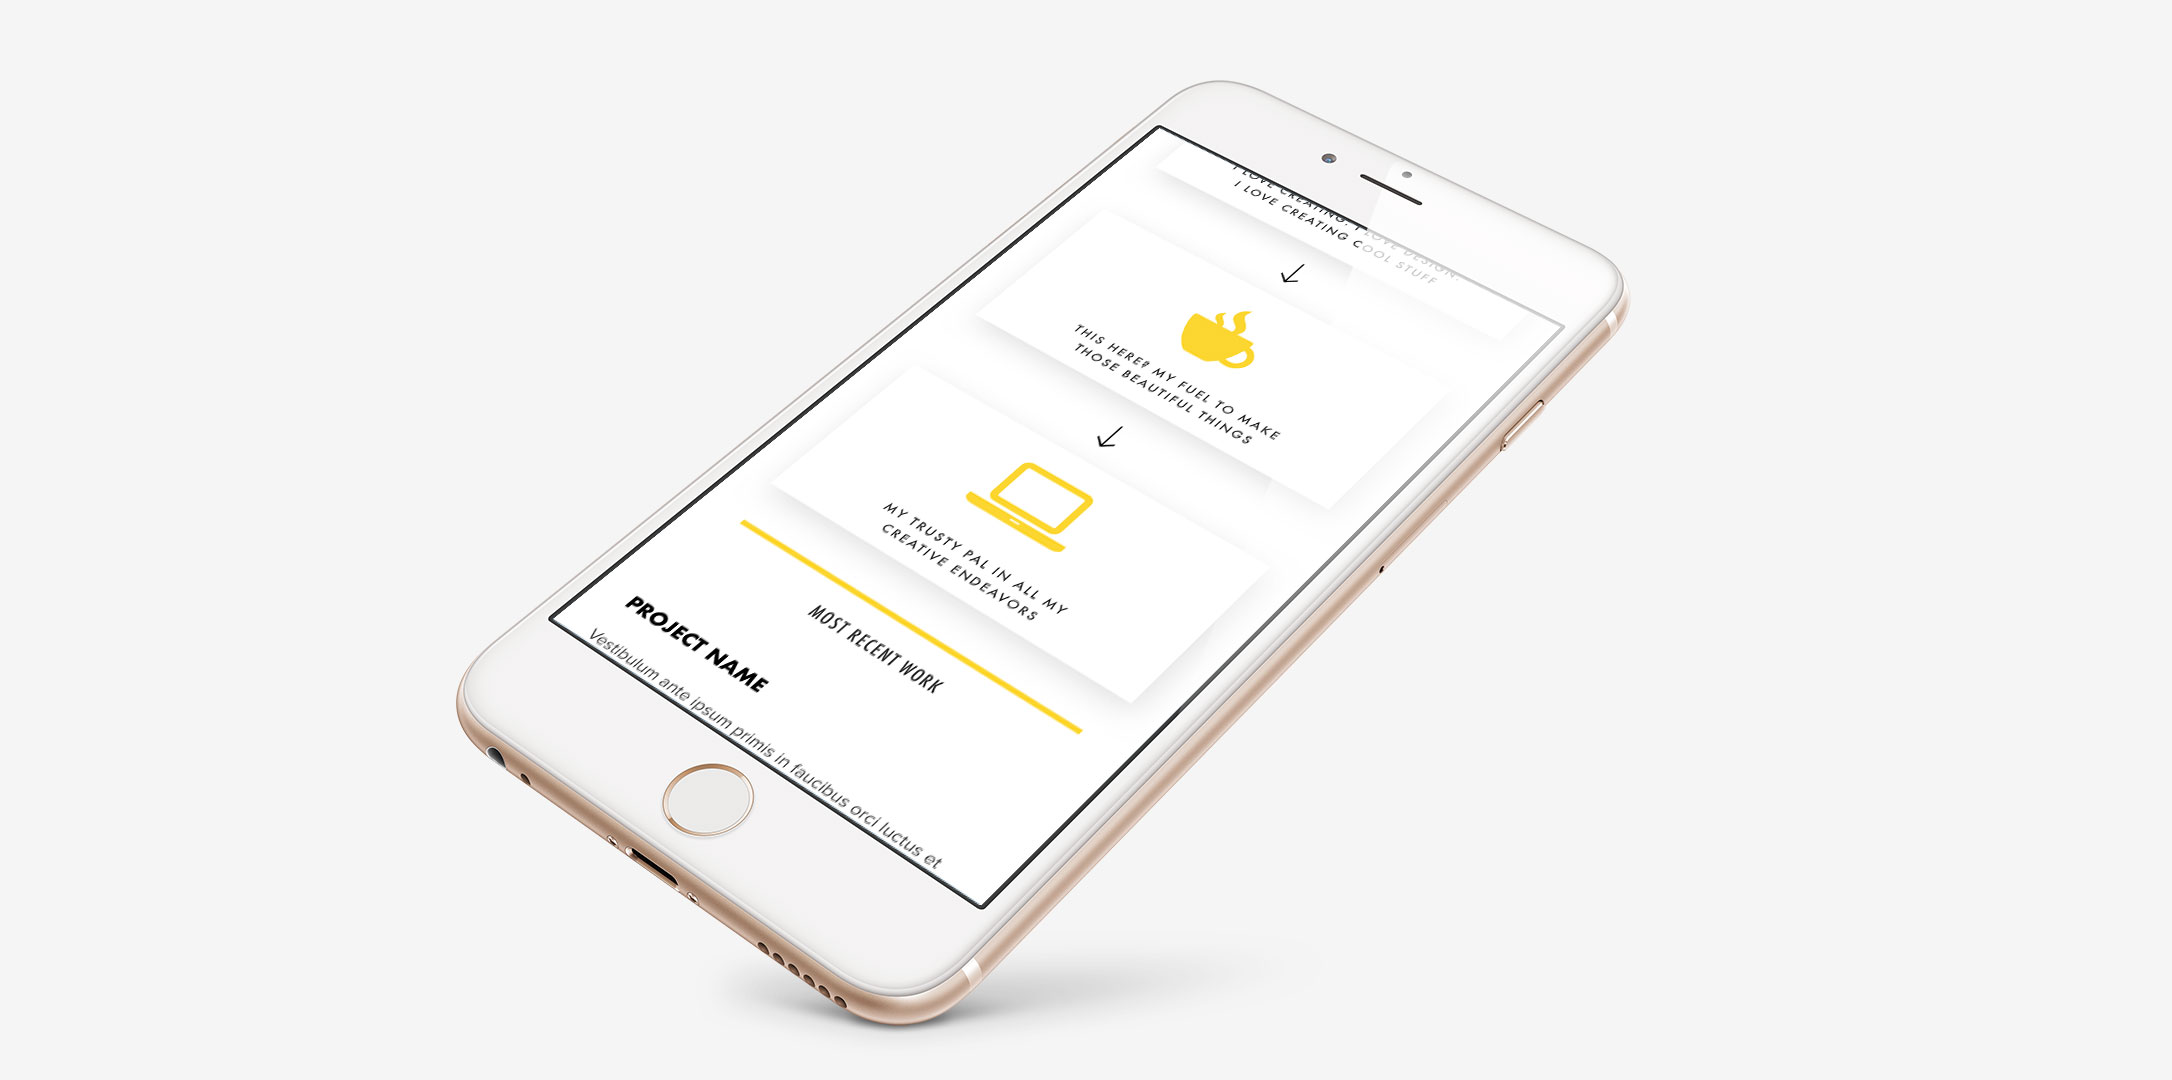 I LOVE CREATING. I LOVE DESIGN.
I LOVE CREATING COOL STUFF
THIS HERE? MY FUEL TO MAKE
THOSE BEAUTIFUL THINGS
MY TRUSTY PAL IN ALL MY
CREATIVE ENDEAVORS
MOST RECENT WORK
PROJECT NAME
Vestibulum ante ipsum primis in faucibus orci luctus et